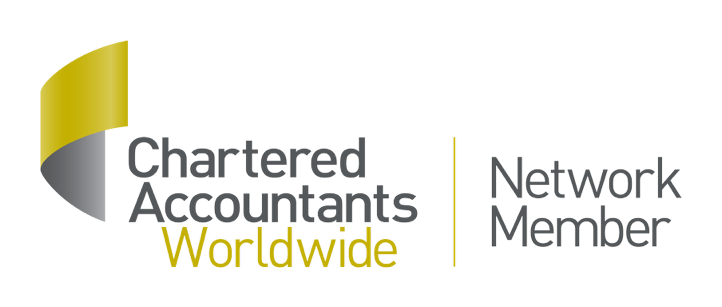 Chartered
Accountants
Worldwide
Network
Member